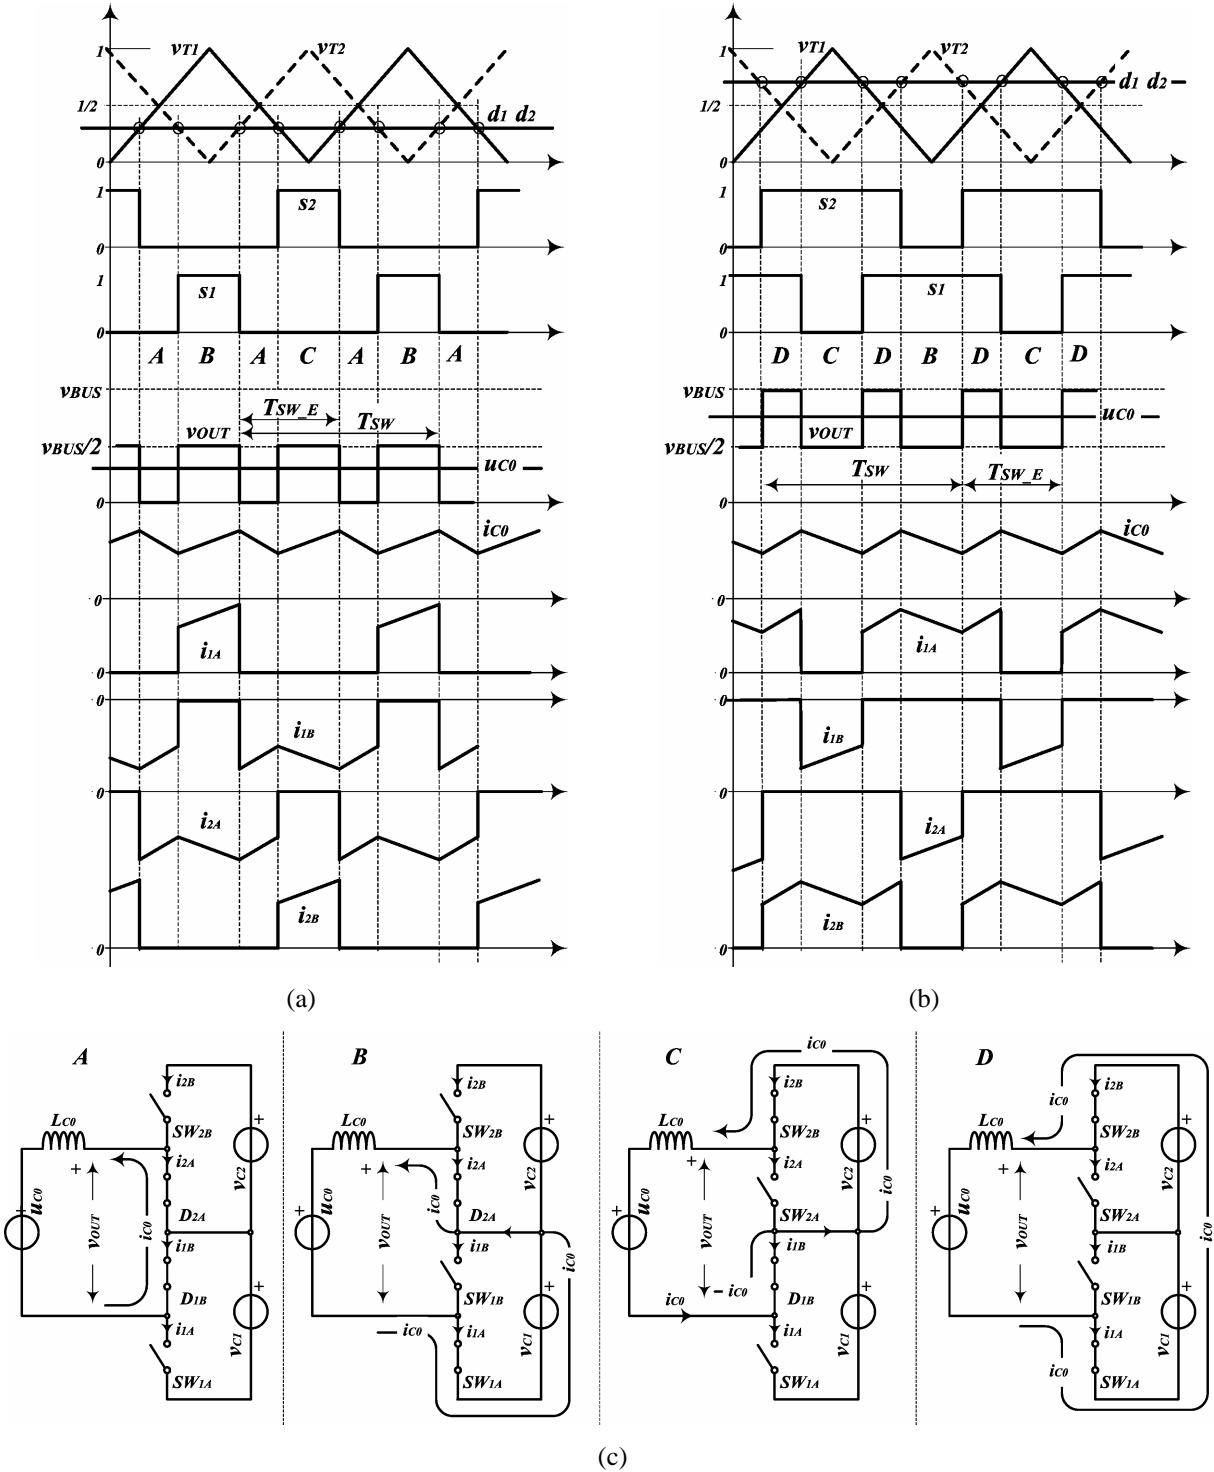 1 vT1 vT2
1/2 d1 d2
0
1 s2
0
1 s1
0
A B A C A B A
vBUS
TSW_E
vOUT TSW
vBUS/2 uC0
0
iC0
0
i1A
0
0
i1B
0
i2A
i2B
0
(a)
1 vT1 vT2
d1 d2
1/2
0
1 s2
0
1 s1
0
D C D B D C D
vBUS
uC0
vOUT
vBUS/2
TSW TSW_E
0
iC0
0
i1A
0
0
i1B
0
i2A
i2B
0
(b)
A
i2B
LC0
SW2B
+ i2A +
uC0 + vOUT iC0 D2A vC2
i1B
D1B +
i1A vC1
SW1A
B
i2B
LC0
SW2B
+ i2A +
uC0 + vOUT iC0 D2A vC2
i1B iC0
SW1B +
iC0 i1A vC1
SW1A
C
iC0
i2B
LC0
SW2B
+ i2A +
uC0 + vOUT SW2A vC2 iC0
i1B
iC0 – iC0 D1B +
i1A vC1
SW1A
D
i2B
iC0
LC0
SW2B
+ i2A +
uC0 + vOUT SW2A vC2
i1B iC0
SW1B +
i1A vC1
iC0 SW1A
(c)